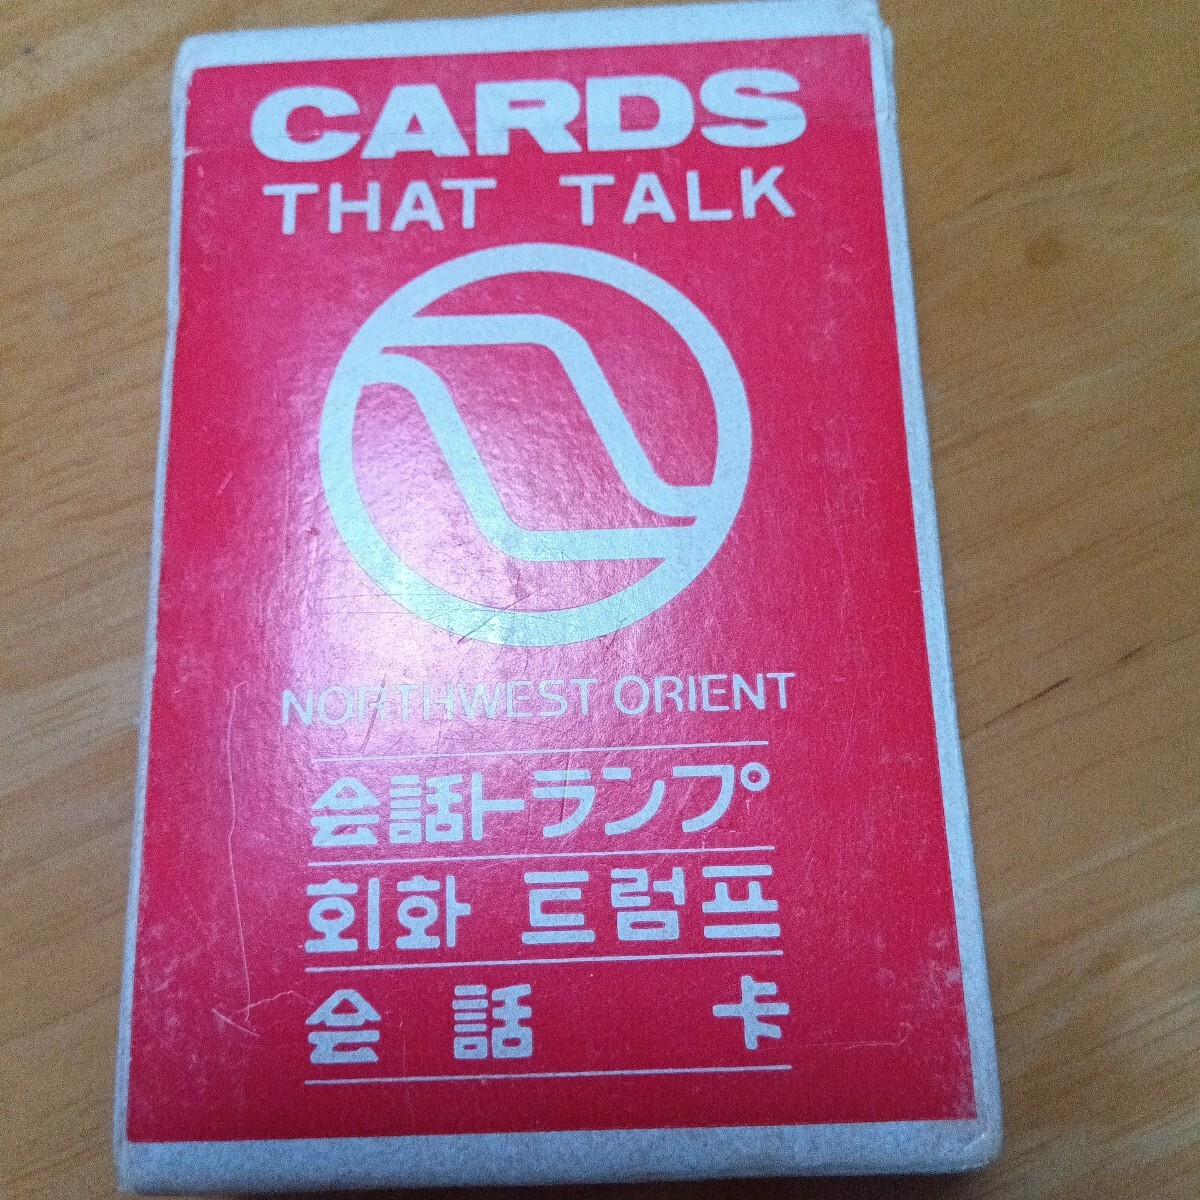 CARDS
THAT TALK
NORTHWEST ORIENT
会話トランプ
회화 트럼프
会話 卡